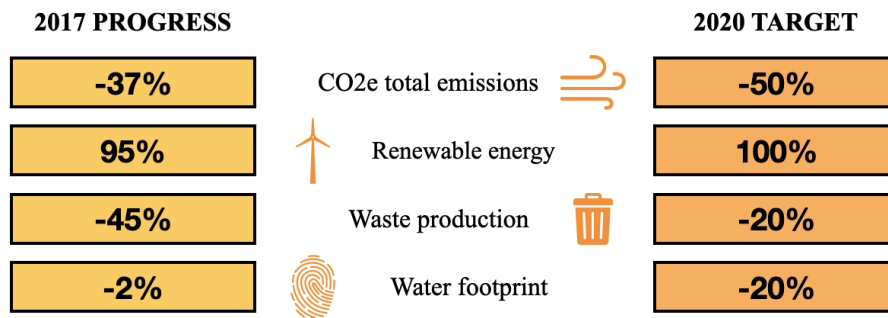 2017 PROGRESS 2020 TARGET
-37% CO2e total emissions -50%
95% Renewable energy 100%
-45% Waste production -20%
-2% Water footprint -20%